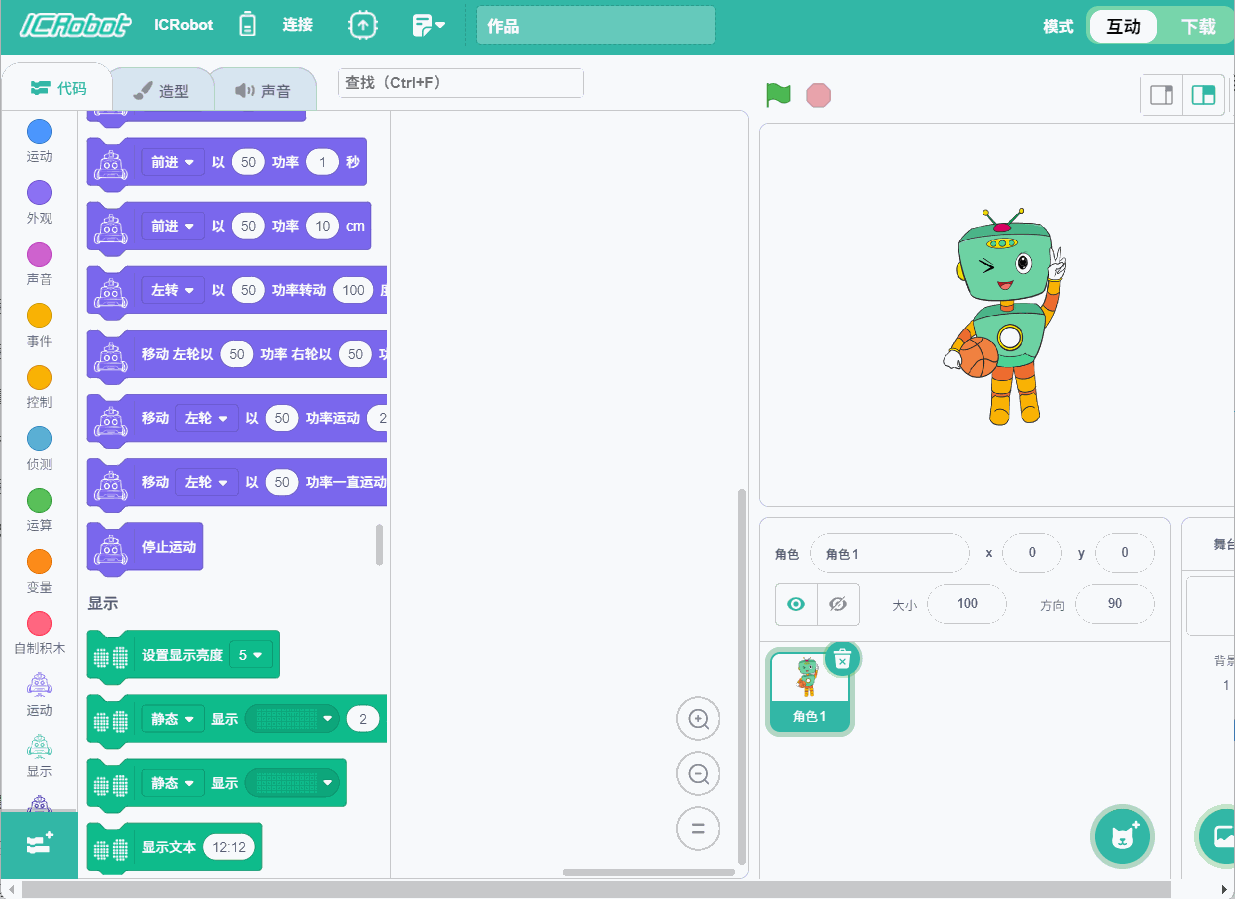 ICRobot ICRobot 连接 作品 模式 互动 下载
代码 造型 声音 查找（Ctrl+F）
运动
外观
声音
事件
控制
侦测
运算
变量
自制积木
运动
显示
前进 以 50 功率 1 秒
前进 以 50 功率 10 cm
左转 以 50 功率转动 100
移动 左轮以 50 功率 右轮以 50
移动 左轮 以 50 功率运动 2
移动 左轮 以 50 功率一直运动
停止运动
显示
设置显示亮度 5
静态 显示 2
静态 显示
显示文本 12:12
角色 角色1 x 0 y 0
大小 100 方向 90
角色1
舞台
背景
1